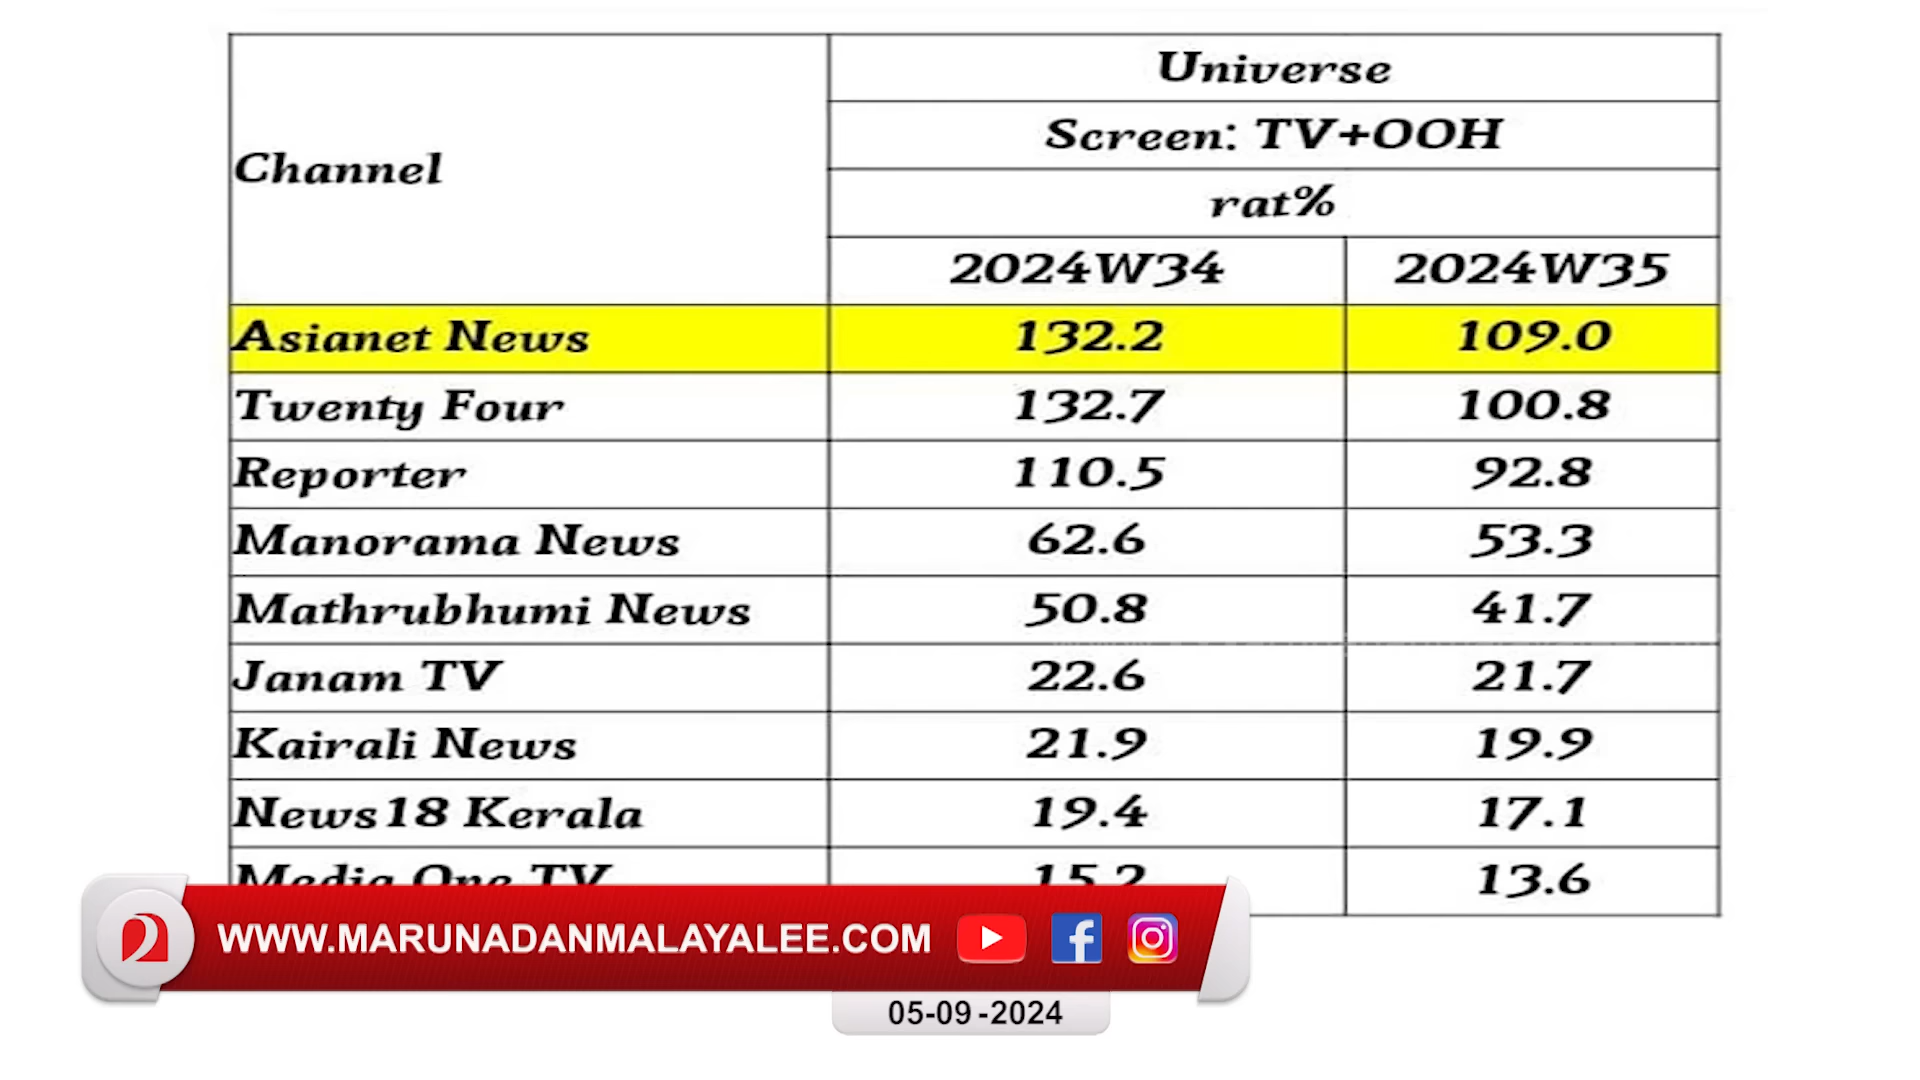 Universe
Screen: TV+OOH
Channel
rat%
2024W34 2024W35
Asianet News 132.2 109.0
Twenty Four 132.7 100.8
Reporter 110.5 92.8
Manorama News 62.6 53.3
Mathrubhumi News 50.8 41.7
Janam TV 22.6 21.7
Kairali News 21.9 19.9
News18 Kerala 19.4 17.1
Media One TV 15.2 13.6
WWW.MARUNADANMALAYALEE.COM
05-09-2024